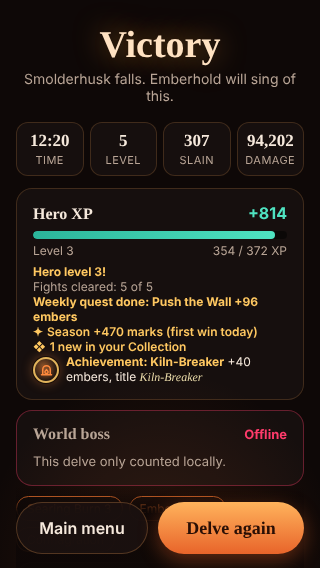 Victory
Smolderhusk falls. Emberhold will sing of
this.
12:20 5 307 94,202
TIME LEVEL SLAIN DAMAGE
Hero XP +814
Level 3 354 / 372 XP
Hero level 3!
Fights cleared: 5 of 5
Weekly quest done: Push the Wall +96
embers
✦ Season +470 marks (first win today)
❖ 1 new in your Collection
Achievement: Kiln-Breaker +40
embers, title Kiln-Breaker
World boss Offline
This delve only counted locally.
Main menu Delve again